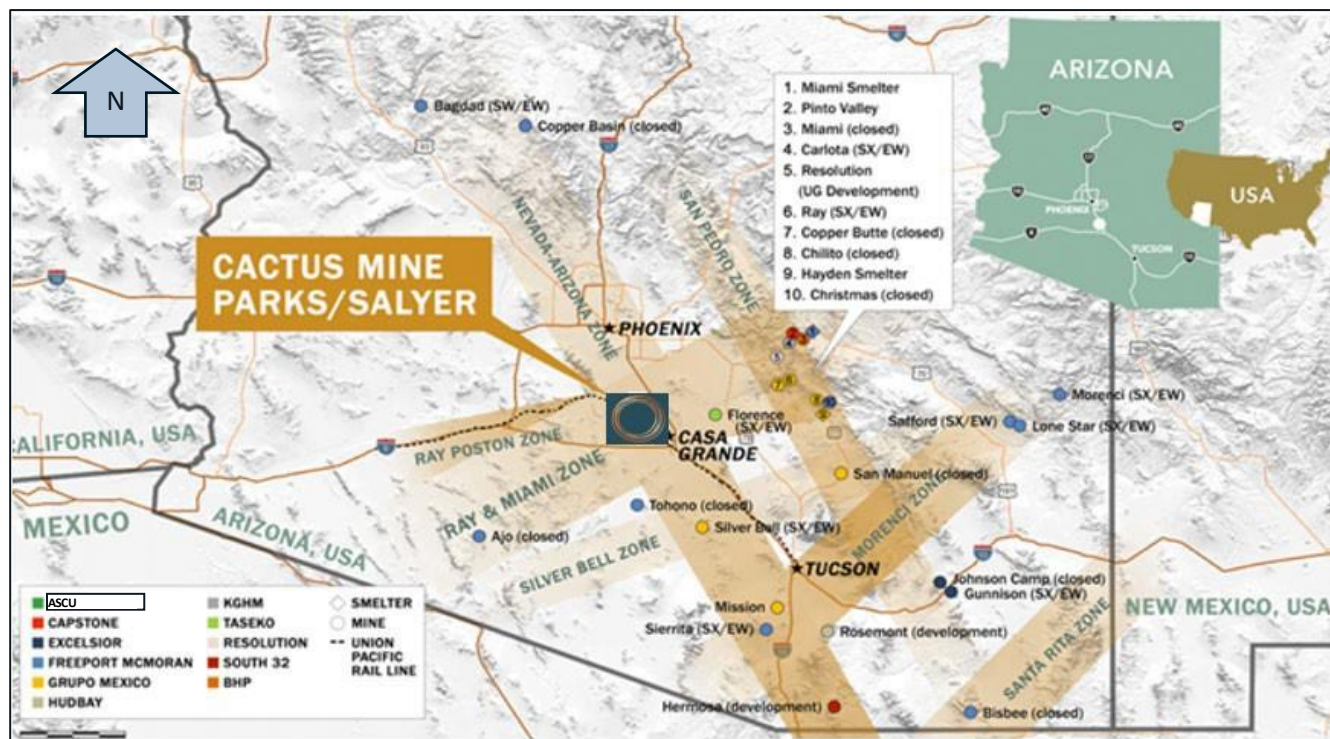 N
Bagdad (SW/EW)
Copper Basin (closed)
NEVADA-ARIZONA ZONE
SAN PEDRO ZONE
1. Miami Smelter
2. Pinto Valley
3. Miami (closed)
4. Carlota (SX/EW)
5. Resolution
(UG Development)
6. Ray (SX/EW)
7. Copper Butte (closed)
8. Chilito (closed)
9. Hayden Smelter
10. Christmas (closed)
ARIZONA
PHOENIX
TUCSON
USA
CACTUS MINE
PARKS/SALYER
PHOENIX
Florence
(SX/EW)
CASA
GRANDE
Morenci (SX/EW)
Safford (SX/EW)
Lone Star (SX/EW)
CALIFORNIA, USA
RAY POSTON ZONE
RAY & MIAMI ZONE
San Manuel (closed)
MORENCI ZONE
MEXICO
ARIZONA, USA
Ajo (closed)
Tohono (closed)
Silver Bell (SX/EW)
SILVER BELL ZONE
TUCSON
Johnson Camp (closed)
Gunnison (SX/EW)
NEW MEXICO, USA
Mission
Sierrita (SX/EW)
Rosemont (development)
SANTA RITA ZONE
Hermosa (development)
Bisbee (closed)
ASCU
CAPSTONE
EXCELSIOR
FREEPORT MCMORAN
GRUPO MEXICO
HUDBAY
KGHM
TASEKO
RESOLUTION
SOUTH 32
BHP
SMELTER
MINE
UNION
PACIFIC
RAIL LINE